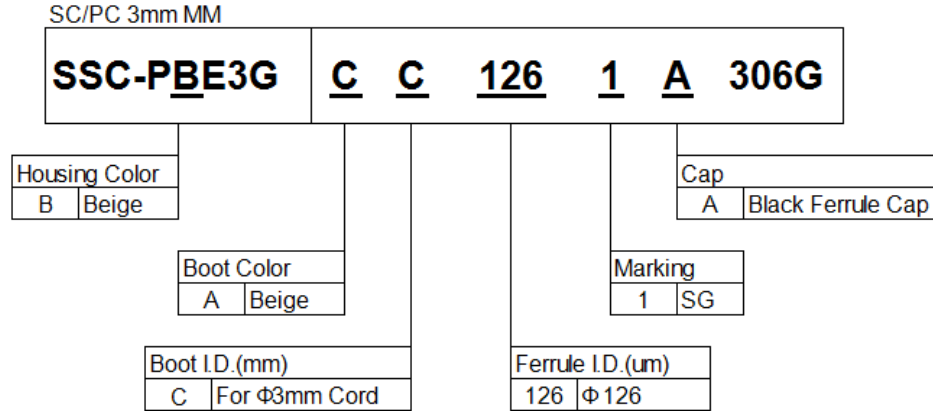 SC/PC 3mm MM
SSC-PBE3G C C 126 1 A 306G
Housing Color
B Beige
Cap
A Black Ferrule Cap
Boot Color
A Beige
Marking
1 SG
Boot I.D.(mm)
C For Φ3mm Cord
Ferrule I.D.(um)
126 Φ126